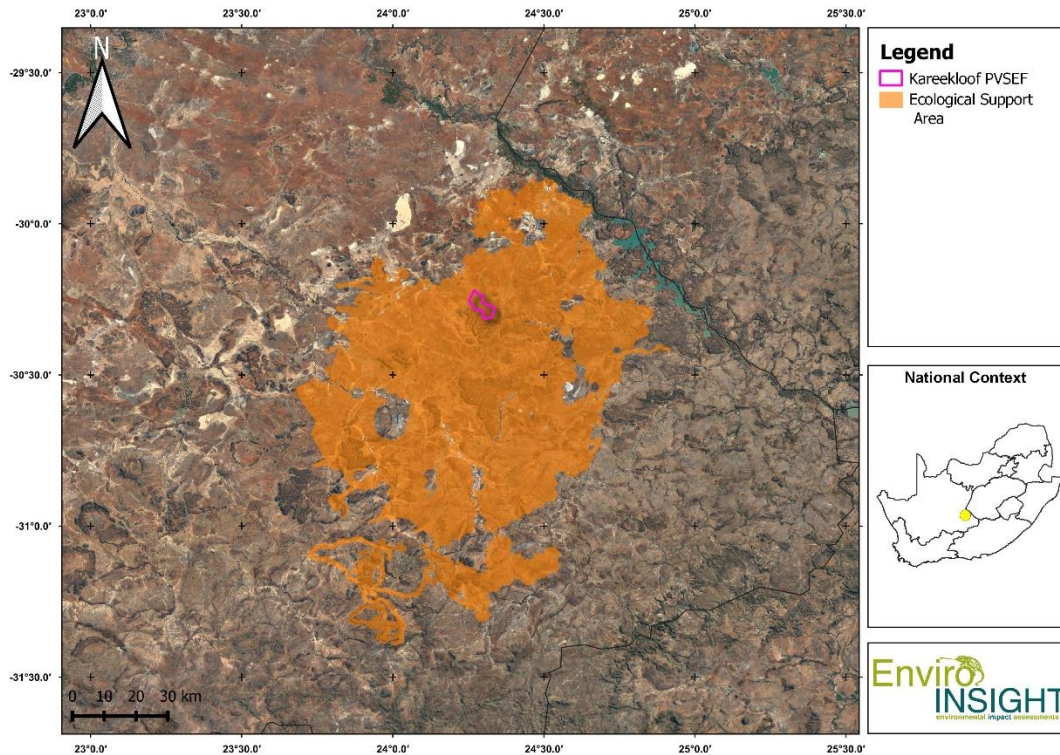 23°0.0' 23°30.0' 24°0.0' 24°30.0' 25°0.0' 25°30.0'
N
-29°30.0'
-30°0.0'
-30°30.0'
-31°0.0'
-31°30.0'
0 10 20 30 km
23°0.0' 23°30.0' 24°0.0' 24°30.0' 25°0.0' 25°30.0'
Legend
Kareekloof PVSEF
Ecological Support
Area
National Context
Enviro
INSIGHT
environmental impact assessments